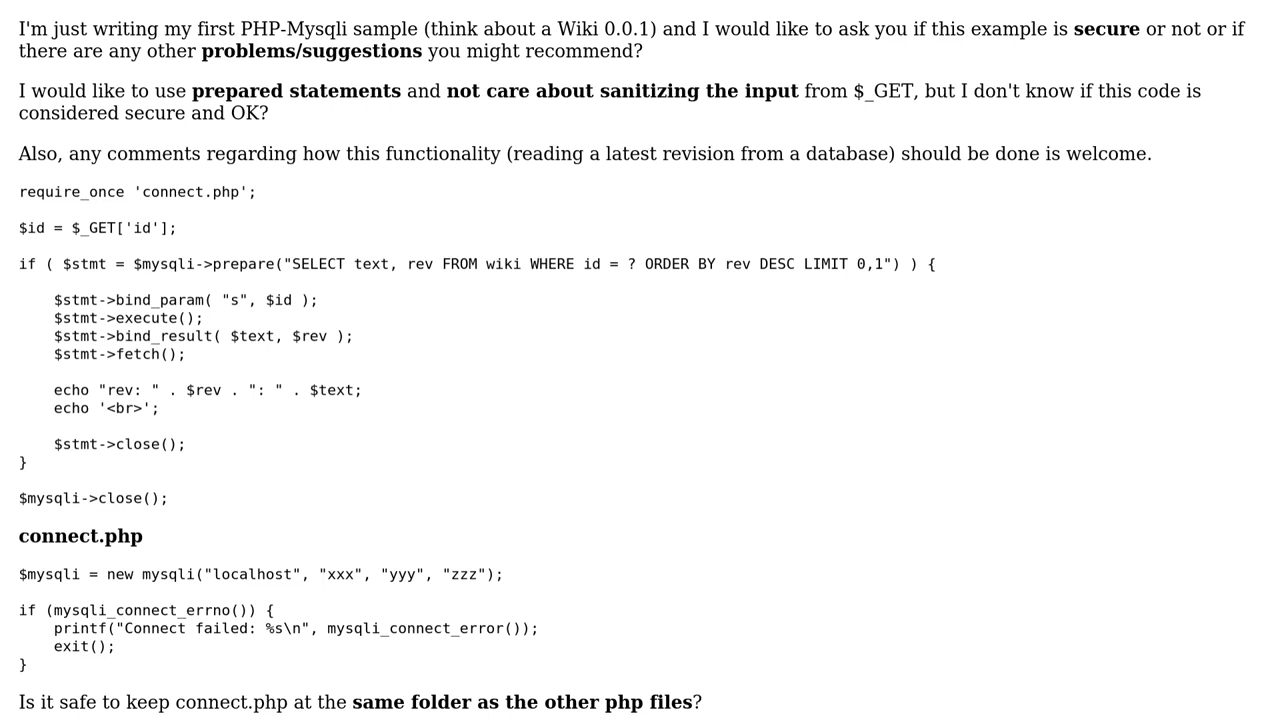 I'm just writing my first PHP-Mysqli sample (think about a Wiki 0.0.1) and I would like to ask you if this example is secure or not or if
there are any other problems/suggestions you might recommend?
I would like to use prepared statements and not care about sanitizing the input from $_GET, but I don't know if this code is
considered secure and OK?
Also, any comments regarding how this functionality (reading a latest revision from a database) should be done is welcome.
require_once 'connect.php';
$id = $_GET['id'];
if ( $stmt = $mysqli->prepare("SELECT text, rev FROM wiki WHERE id = ? ORDER BY rev DESC LIMIT 0,1") ) {
    $stmt->bind_param( "s", $id );
    $stmt->execute();
    $stmt->bind_result( $text, $rev );
    $stmt->fetch();
    echo "rev: " . $rev . ": " . $text;
    echo '<br>';
    $stmt->close();
}
$mysqli->close();
connect.php
$mysqli = new mysqli("localhost", "xxx", "yyy", "zzz");
if (mysqli_connect_errno()) {
    printf("Connect failed: %s\n", mysqli_connect_error());
    exit();
}
Is it safe to keep connect.php at the same folder as the other php files?